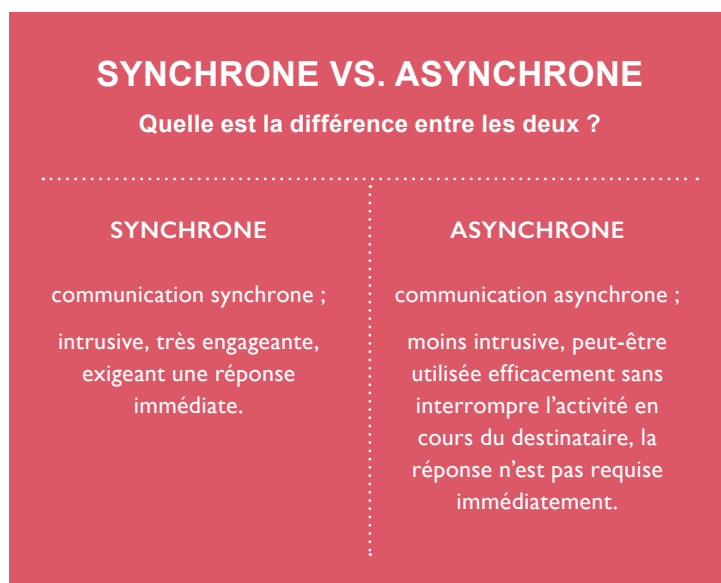 SYNCHRONE VS. ASYNCHRONE
Quelle est la différence entre les deux ?
SYNCHRONE
communication synchrone ;
intrusive, très engageante,
exigeant une réponse
immédiate.
ASYNCHRONE
communication asynchrone ;
moins intrusive, peut-être
utilisée efficacement sans
interrompre l’activité en
cours du destinataire, la
réponse n’est pas requise
immédiatement.